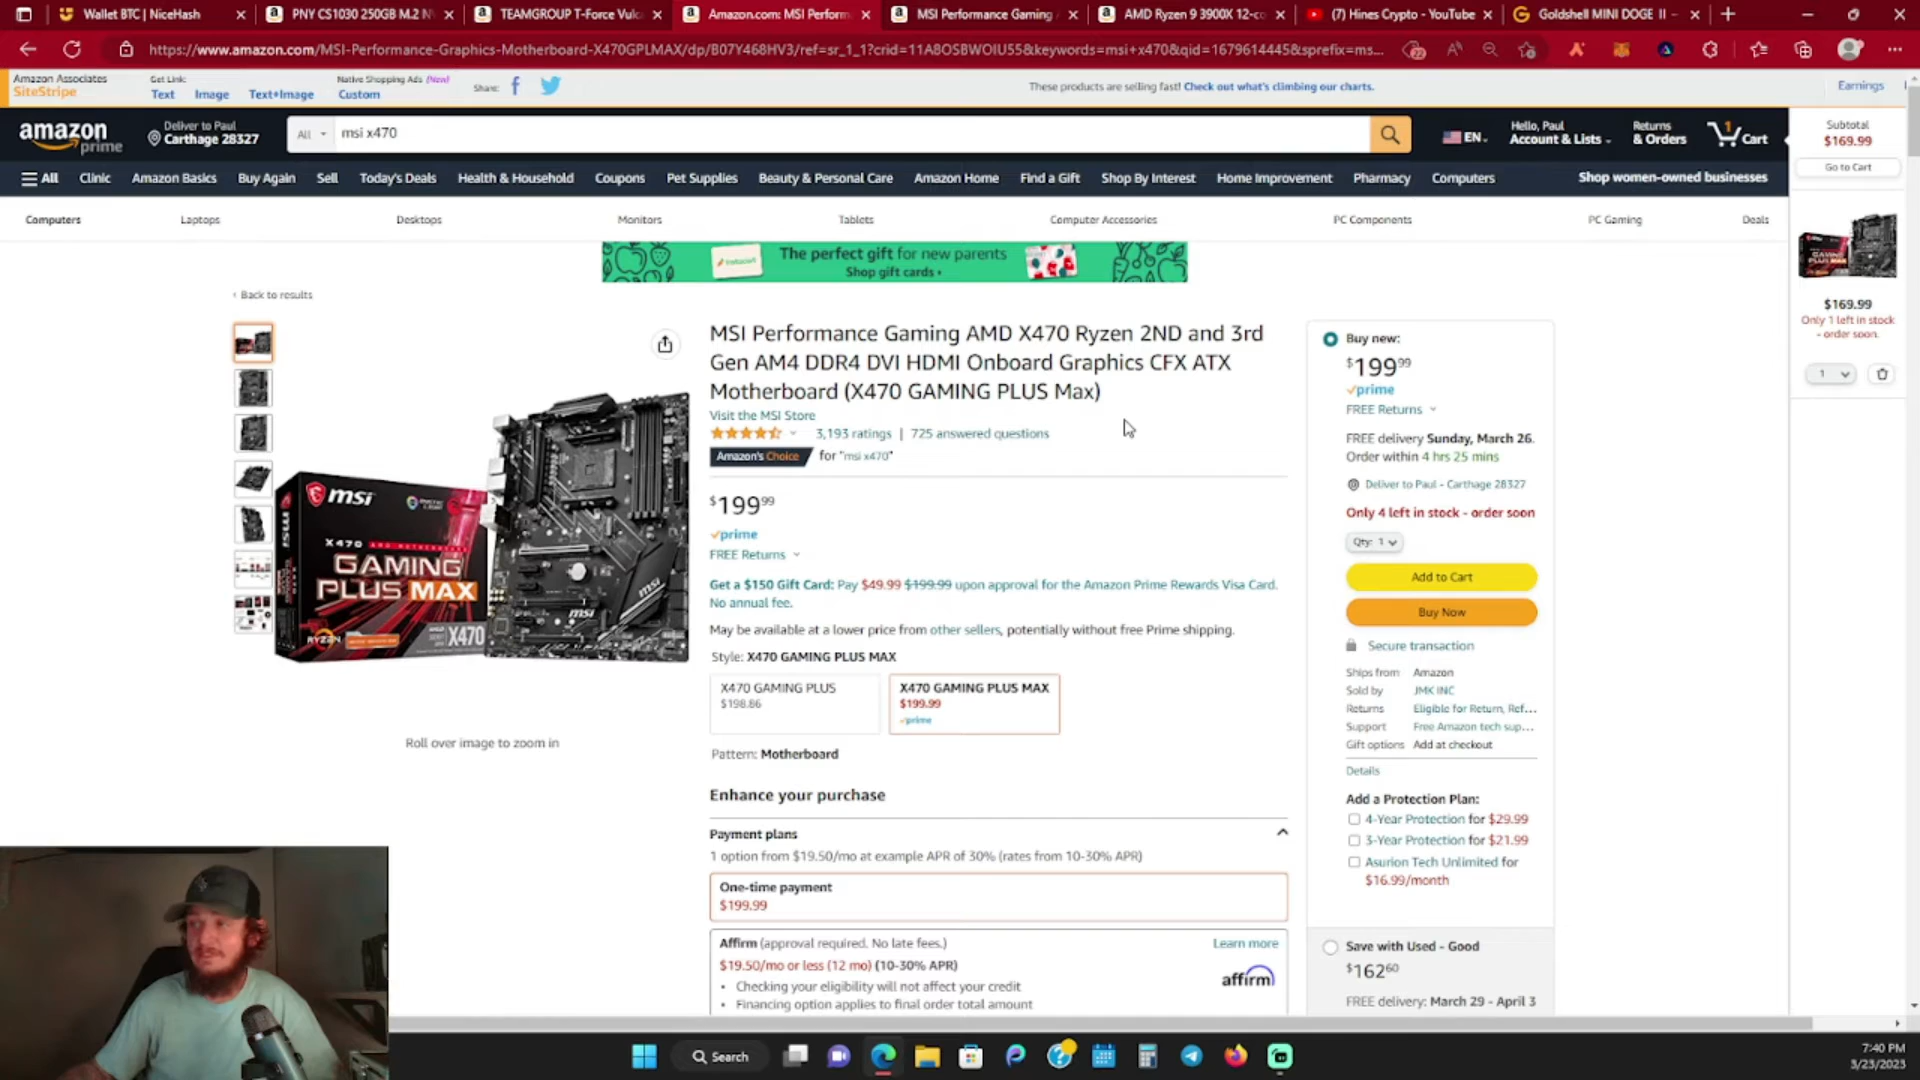 Wallet BTC | NiceHash
PNY CS1030 250GB M.2 N
TEAMGROUP T-Force Vulc
Amazon.com: MSI Perform
MSI Performance Gaming
AMD Ryzen 9 3900X 12-co
(7) Hines Crypto - YouTube
Goldshell MINI DOGE II –
https://www.amazon.com/MSI-Performance-Graphics-Motherboard-X470GPLMAX/dp/B07Y468HV3/ref=sr_1_1?crid=11A8OSBWOIU55&keywords=msi+x470&qid=1679614445&sprefix=ms...
Amazon Associates
SiteStripe
Get Link:
Text Image Text+Image
Native Shopping Ads (New)
Custom
Share:
These products are selling fast! Check out what's climbing our charts.
Earnings
amazon
prime
Deliver to Paul
Carthage 28327
All
msi x470
EN
Hello, Paul
Account & Lists
Returns
& Orders
1
Cart
Subtotal
$169.99
Go to Cart
All Clinic Amazon Basics Buy Again Sell Today's Deals Health & Household Coupons Pet Supplies Beauty & Personal Care Amazon Home Find a Gift Shop By Interest Home Improvement Pharmacy Computers
Shop women-owned businesses
Computers Laptops Desktops Monitors Tablets Computer Accessories PC Components PC Gaming Deals
instacart
The perfect gift for new parents
Shop gift cards ›
$169.99
Only 1 left in stock
- order soon.
1
‹ Back to results
MSI Performance Gaming AMD X470 Ryzen 2ND and 3rd
Gen AM4 DDR4 DVI HDMI Onboard Graphics CFX ATX
Motherboard (X470 GAMING PLUS Max)
Visit the MSI Store
3,193 ratings | 725 answered questions
Amazon's Choice for "msi x470"
$199 99
prime
FREE Returns
Get a $150 Gift Card: Pay $49.99 $199.99 upon approval for the Amazon Prime Rewards Visa Card.
No annual fee.
May be available at a lower price from other sellers, potentially without free Prime shipping.
Style: X470 GAMING PLUS MAX
X470 GAMING PLUS
$198.86
X470 GAMING PLUS MAX
$199.99
prime
Pattern: Motherboard
Enhance your purchase
Payment plans
1 option from $19.50/mo at example APR of 30% (rates from 10-30% APR)
One-time payment
$199.99
Affirm (approval required. No late fees.)
Learn more
$19.50/mo or less (12 mo) (10-30% APR)
affirm
• Checking your eligibility will not affect your credit
• Financing option applies to final order total amount
msi
X470
GAMING
PLUS MAX
RYZEN
X470
msi
msi
Roll over image to zoom in
Buy new:
$199 99
prime
FREE Returns
FREE delivery Sunday, March 26.
Order within 4 hrs 25 mins
Deliver to Paul - Carthage 28327
Only 4 left in stock - order soon
Qty: 1
Add to Cart
Buy Now
Secure transaction
Ships from Amazon
Sold by JMK INC
Returns Eligible for Return, Ref...
Support Free Amazon tech sup...
Gift options Add at checkout
Details
Add a Protection Plan:
4-Year Protection for $29.99
3-Year Protection for $21.99
Asurion Tech Unlimited for
$16.99/month
Save with Used - Good
$162 60
FREE delivery: March 29 - April 3
Search
7:40 PM
3/23/2023